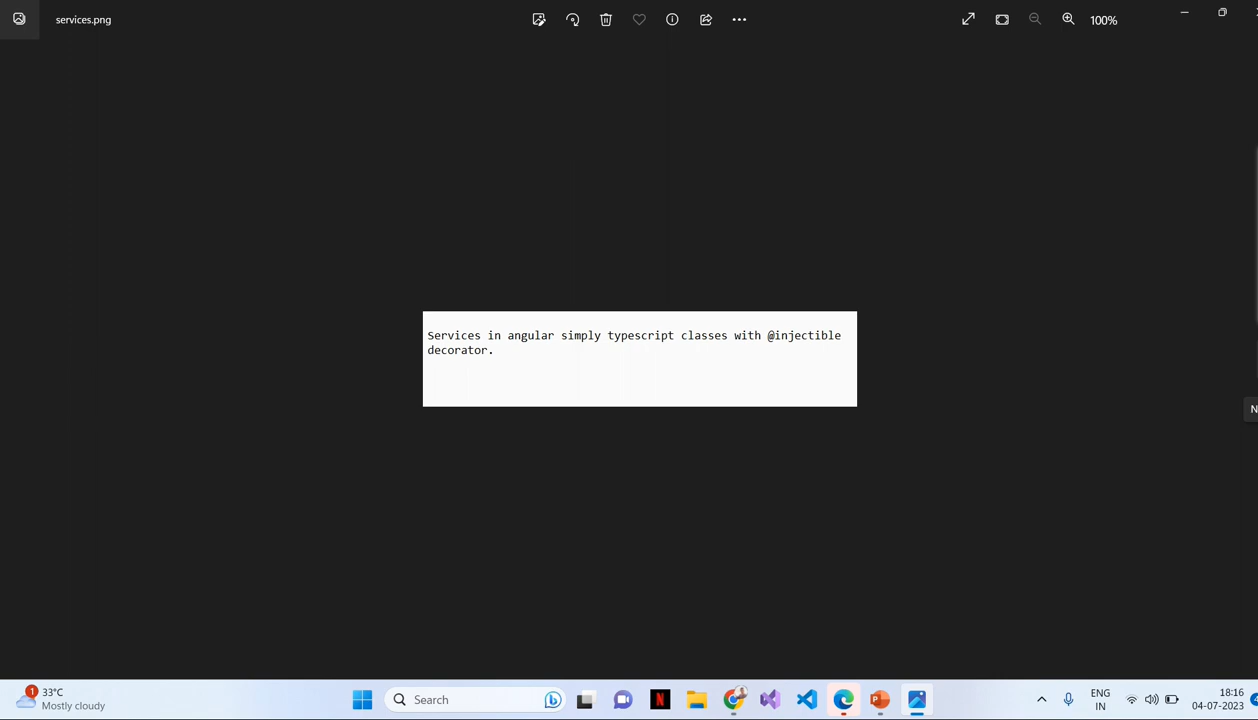 services.png
100%
Services in angular simply typescript classes with @injectible
decorator.
N
1
33°C
Mostly cloudy
Search
ENG
IN
18:16
04-07-2023